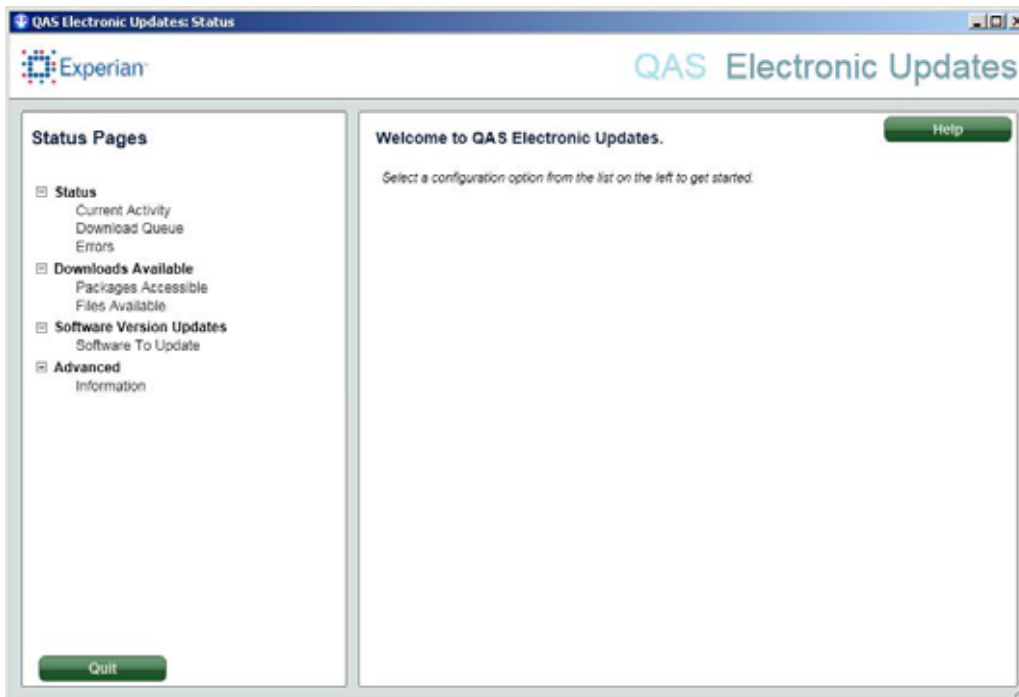 QAS Electronic Updates: Status
Experian
QAS Electronic Updates
Status Pages
Status
Current Activity
Download Queue
Errors
Downloads Available
Packages Accessible
Files Available
Software Version Updates
Software To Update
Advanced
Information
Quit
Welcome to QAS Electronic Updates.
Help
Select a configuration option from the list on the left to get started.